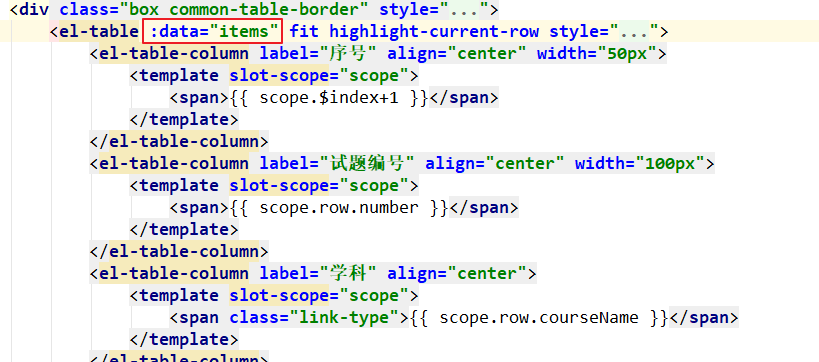 <div class="box common-table-border" style="...">
<el-table :data="items" fit highlight-current-row style="...">
<el-table-column label="序号" align="center" width="50px">
<template slot-scope="scope">
<span>{{ scope.$index+1 }}</span>
</template>
</el-table-column>
<el-table-column label="试题编号" align="center" width="100px">
<template slot-scope="scope">
<span>{{ scope.row.number }}</span>
</template>
</el-table-column>
<el-table-column label="学科" align="center">
<template slot-scope="scope">
<span class="link-type">{{ scope.row.courseName }}</span>
</template>
</el-table-column>